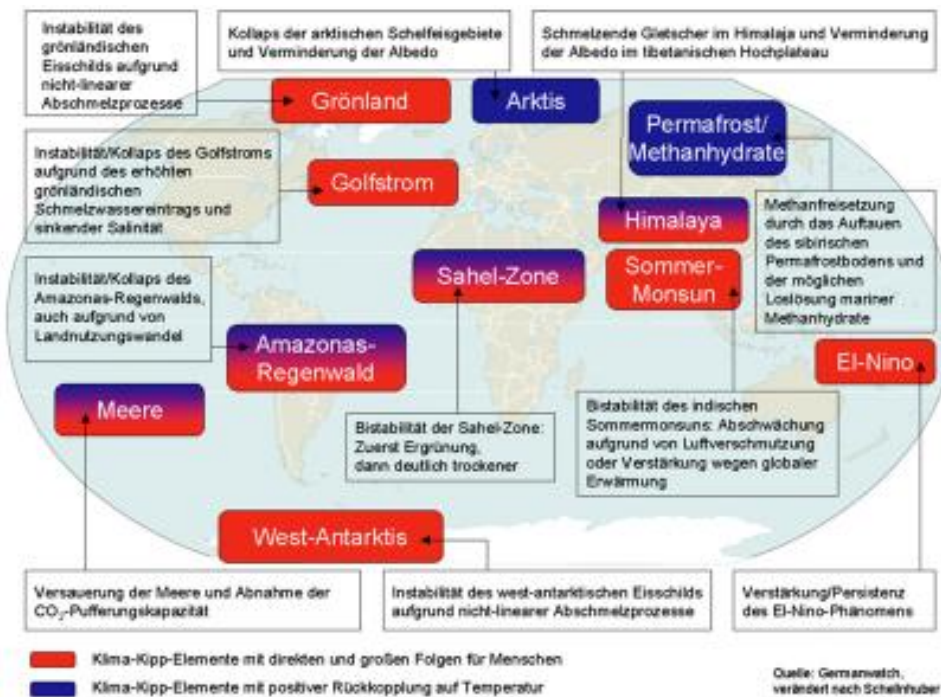 Instabilität des
grönländischen
Eisschilds aufgrund
nicht-linearer
Abschmelzprozesse
Kollaps der arktischen Schelfeisgebiete
und Verminderung der Albedo
Schmelzende Gletscher im Himalaja und Verminderung
der Albedo im tibetanischen Hochplateau
Grönland
Arktis
Permafrost/
Methanhydrate
Instabilität/Kollaps des Golfstroms
aufgrund des erhöhten
grönländischen
Schmelzwassereintrags und
sinkender Salinität
Golfstrom
Himalaya
Methanfreisetzung
durch das Auftauen
des sibirischen
Permafrostbodens und
der möglichen
Loslösung mariner
Methanhydrate
Sahel-Zone
Sommer-
Monsun
Instabilität/Kollaps des
Amazonas-Regenwalds,
auch aufgrund von
Landnutzungswandel
Amazonas-
Regenwald
El-Nino
Meere
Bistabilität der Sahel-Zone:
Zuerst Ergrünung,
dann deutlich trockener
Bistabilität des indischen
Sommermonsuns: Abschwächung
aufgrund von Luftverschmutzung
oder Verstärkung wegen globaler
Erwärmung
West-Antarktis
Versauerung der Meere und Abnahme der
CO₂-Pufferungskapazität
Instabilität des west-antarktischen Eisschilds
aufgrund nicht-linearer Abschmelzprozesse
Verstärkung/Persistenz
des El-Nino-Phänomens
Klima-Kipp-Elemente mit direkten und großen Folgen für Menschen
Klima-Kipp-Elemente mit positiver Rückkopplung auf Temperatur
Quelle: Germanwatch,
verändert nach Schellnhuber